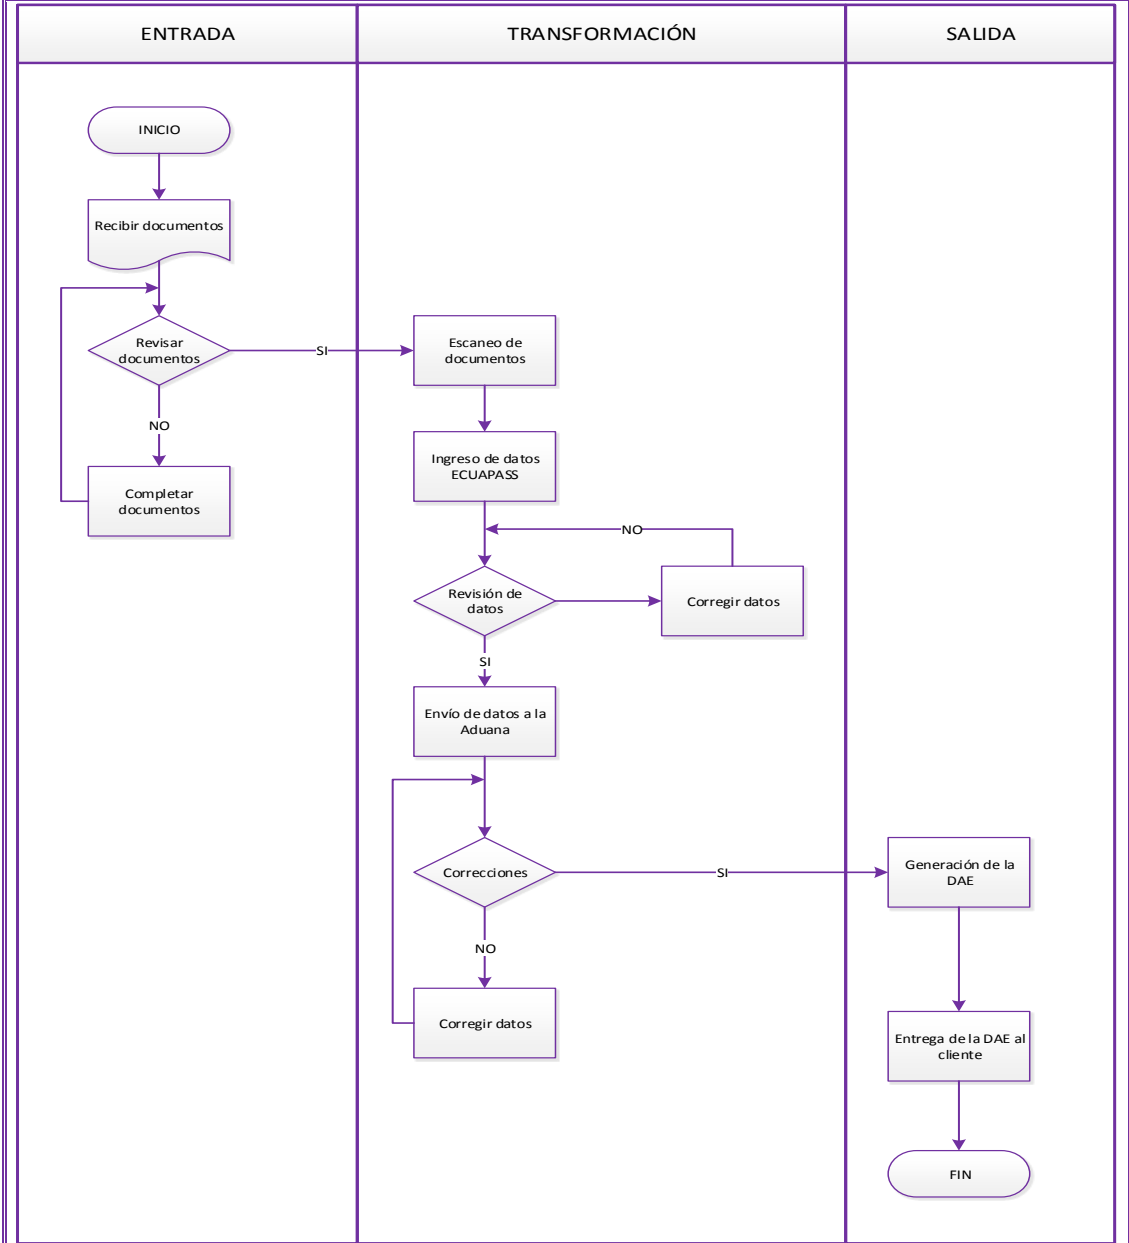 ENTRADA
TRANSFORMACIÓN
SALIDA
INICIO
Recibir documentos
Revisar
documentos
SI
NO
Completar
documentos
Escaneo de
documentos
Ingreso de datos
ECUAPASS
NO
Revisión de
datos
Corregir datos
SI
Envío de datos a la
Aduana
Correcciones
SI
NO
Corregir datos
Generación de la
DAE
Entrega de la DAE al
cliente
FIN